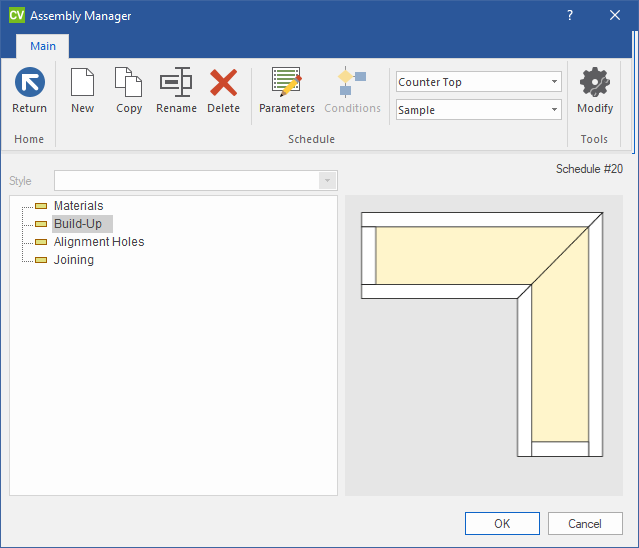 CV Assembly Manager ?
Main
Return New Copy Rename Delete Parameters Conditions Counter Top Sample Modify
Home Schedule Tools
Schedule #20
Style
Materials
Build-Up
Alignment Holes
Joining
OK Cancel